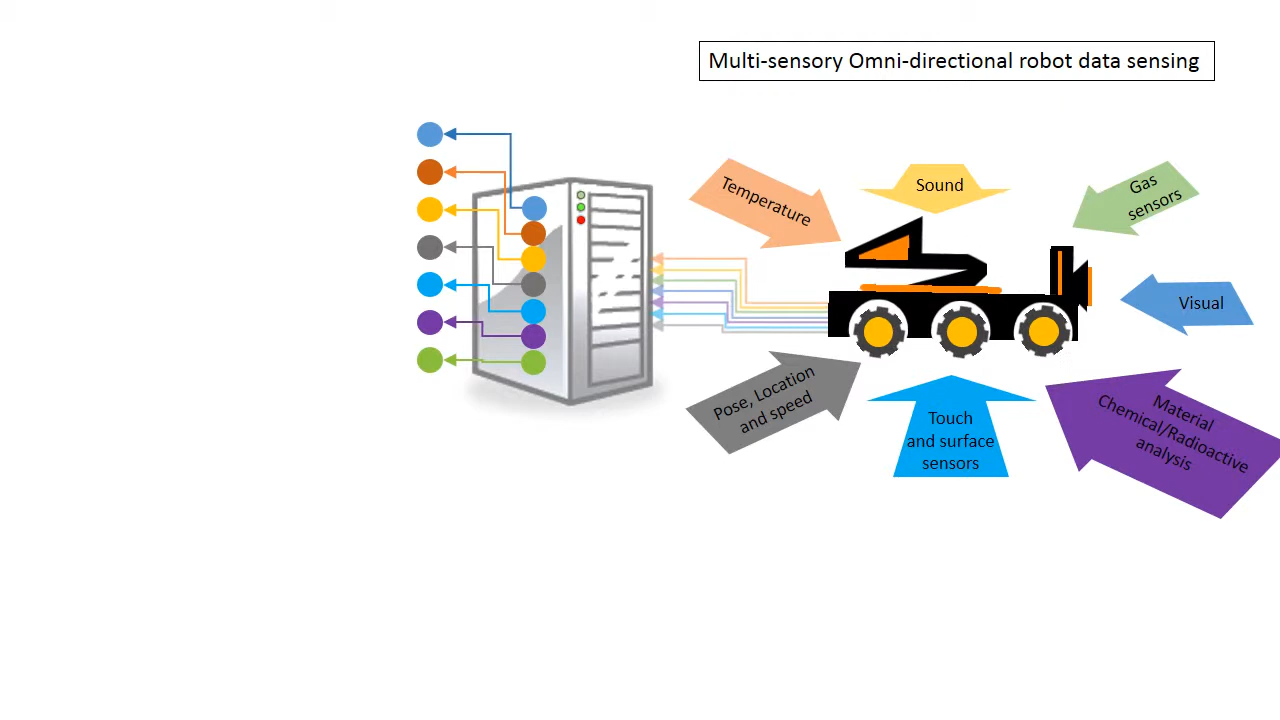 Multi-sensory Omni-directional robot data sensing
Temperature
Sound
Gas
sensors
Visual
Pose, Location
and speed
Touch
and surface
sensors
Material
Chemical/Radioactive
analysis